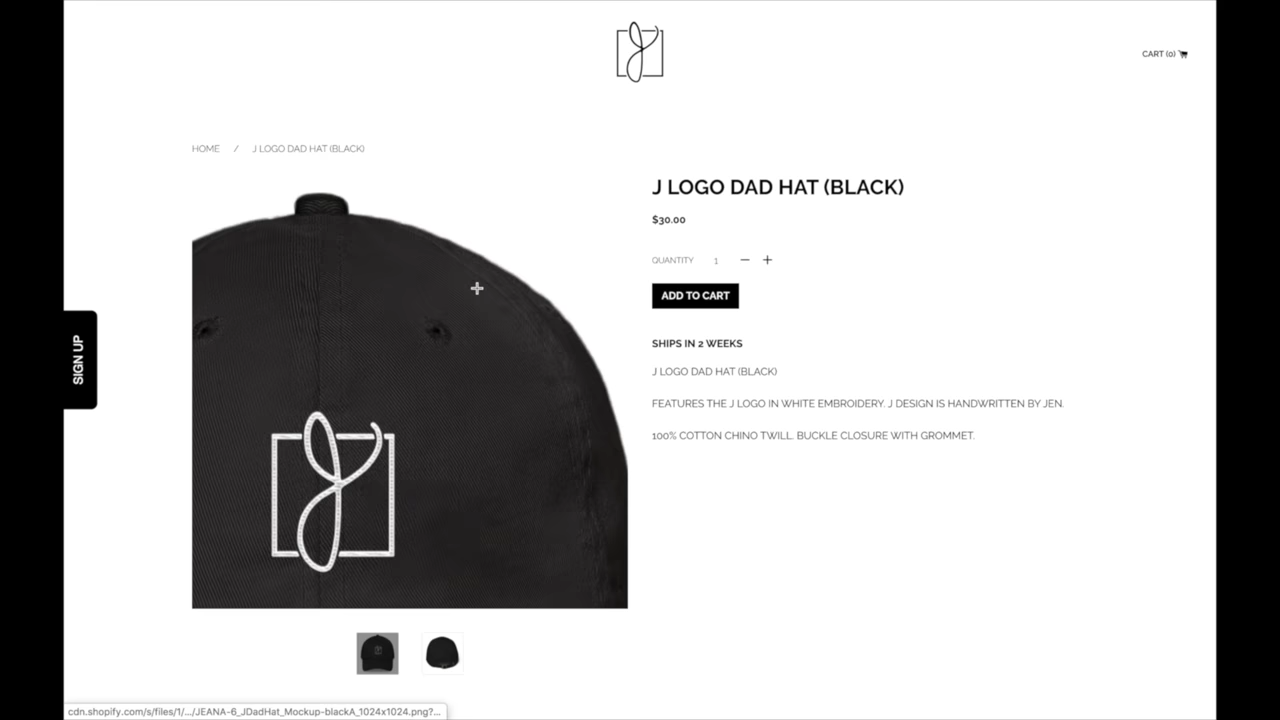 CART (0)
HOME / J LOGO DAD HAT (BLACK)
J LOGO DAD HAT (BLACK)
$30.00
QUANTITY 1 − +
ADD TO CART
SIGN UP
SHIPS IN 2 WEEKS
J LOGO DAD HAT (BLACK)
FEATURES THE J LOGO IN WHITE EMBROIDERY. J DESIGN IS HANDWRITTEN BY JEN.
100% COTTON CHINO TWILL. BUCKLE CLOSURE WITH GROMMET.
J
cdn.shopify.com/s/files/1/.../JEANA-6_JDadHat_Mockup-blackA_1024x1024.png?...